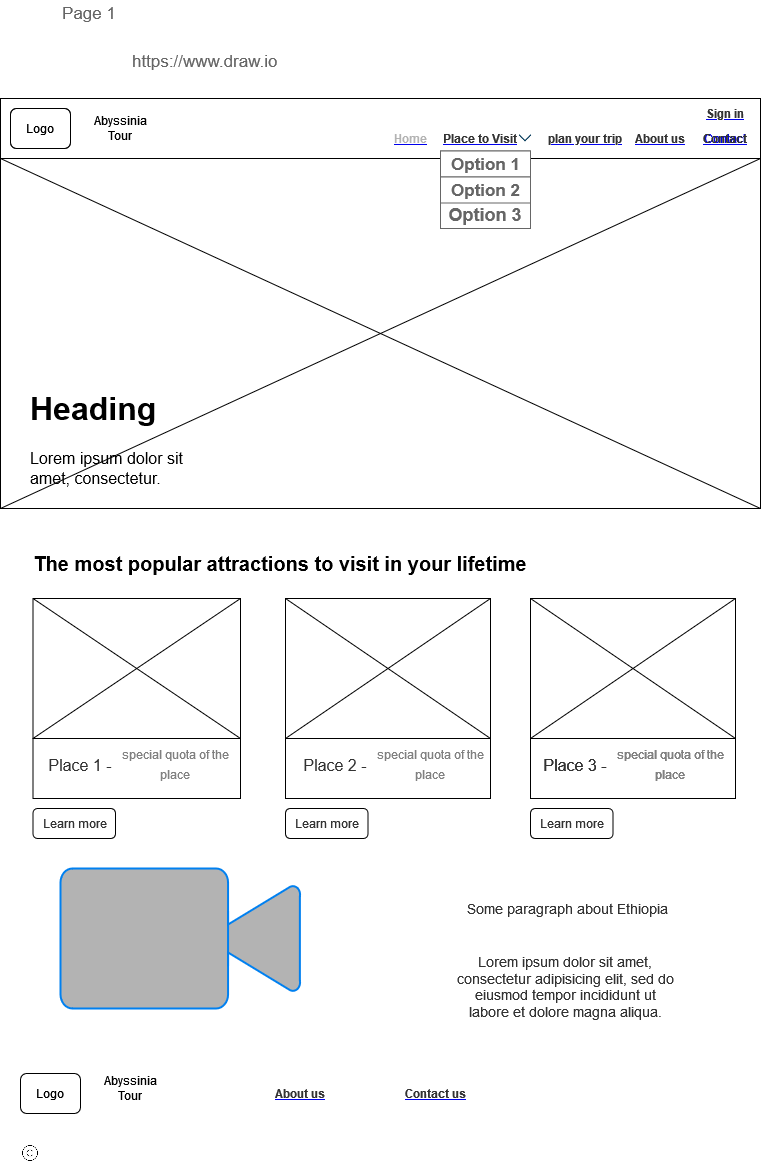 Page 1
https://www.draw.io
Logo
Abyssinia
Tour
Sign in
Home
Place to Visit
plan your trip
About us
Contact
Option 1
Option 2
Option 3
Heading
Lorem ipsum dolor sit
amet, consectetur.
The most popular attractions to visit in your lifetime
Place 1 -
special quota of the
place
Place 2 -
special quota of the
place
Place 3 -
special quota of the
place
Learn more
Learn more
Learn more
Some paragraph about Ethiopia
Lorem ipsum dolor sit amet,
consectetur adipisicing elit, sed do
eiusmod tempor incididunt ut
labore et dolore magna aliqua.
Logo
Abyssinia
Tour
About us
Contact us
©